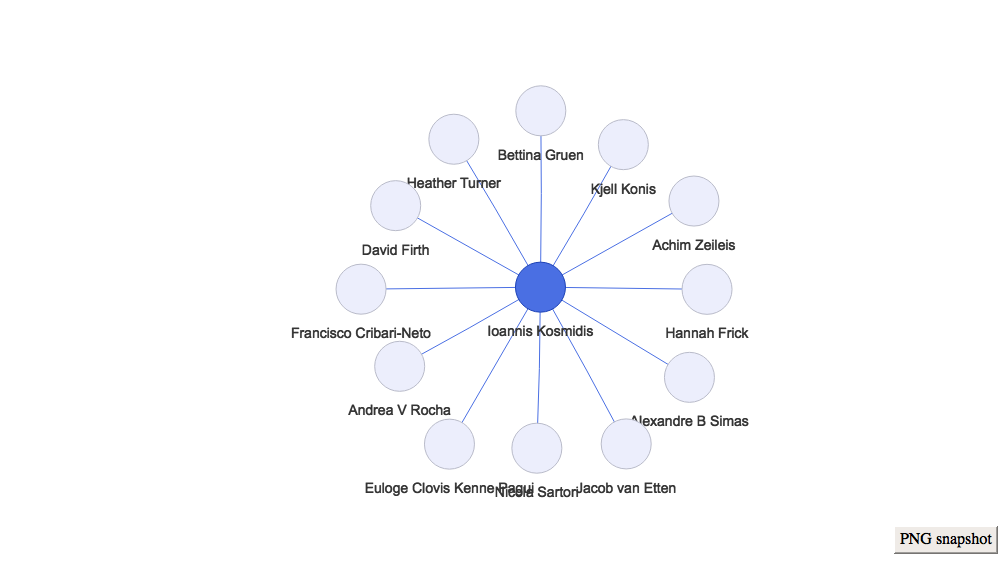 Bettina Gruen
Heather Turner
Kjell Konis
Achim Zeileis
David Firth
Ioannis Kosmidis
Francisco Cribari-Neto
Hannah Frick
Andrea V Rocha
Alexandre B Simas
Euloge Clovis Kenne Pagui
Nicola Sartori
Jacob van Etten
PNG snapshot